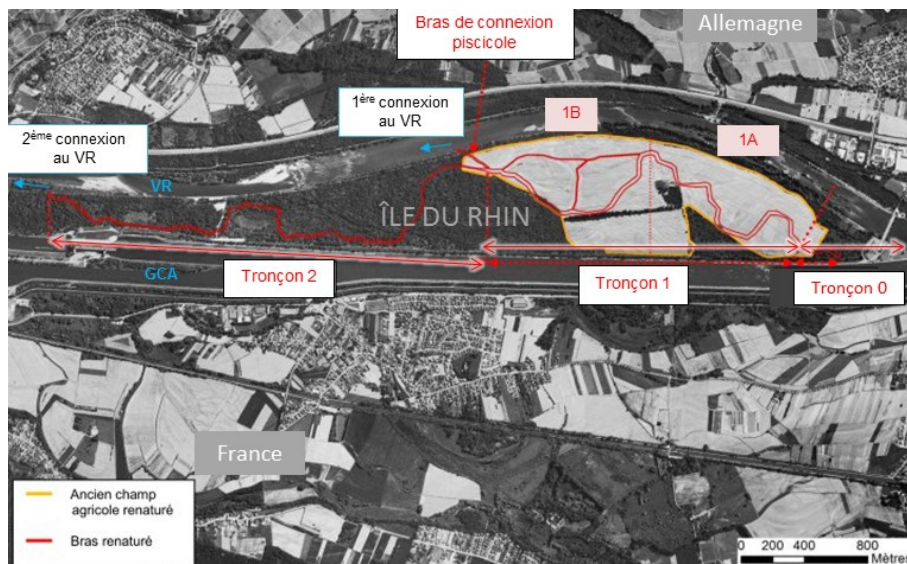 Bras de connexion
piscicole
Allemagne
1ère connexion
au VR
1B
1A
2ème connexion
au VR
VR
ÎLE DU RHIN
Tronçon 2
Tronçon 1
Tronçon 0
GCA
France
Ancien champ
agricole renaturé
Bras renaturé
0 200 400 800
Mètres